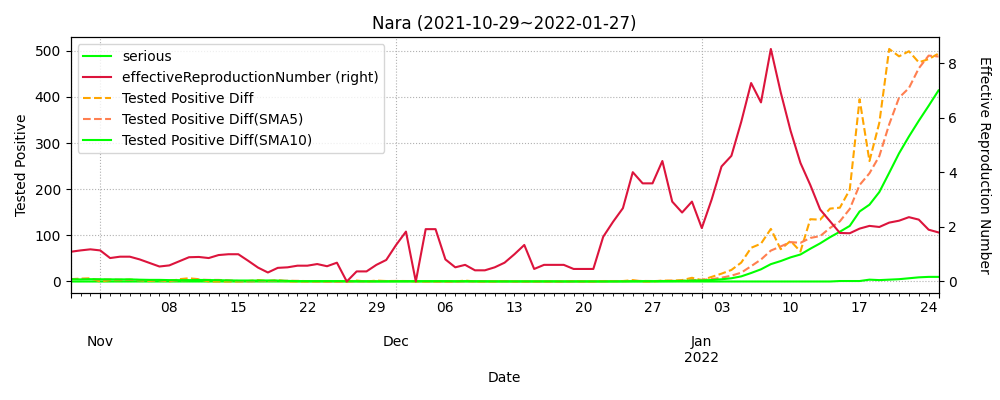 Nara (2021-10-29~2022-01-27)
serious
effectiveReproductionNumber (right)
Tested Positive Diff
Tested Positive Diff(SMA5)
Tested Positive Diff(SMA10)
Tested Positive
500
400
300
200
100
0
8
6
4
2
0
Effective Reproduction Number
08 15 22 29 06 13 20 27 03 10 17 24
Nov Dec Jan
2022
Date